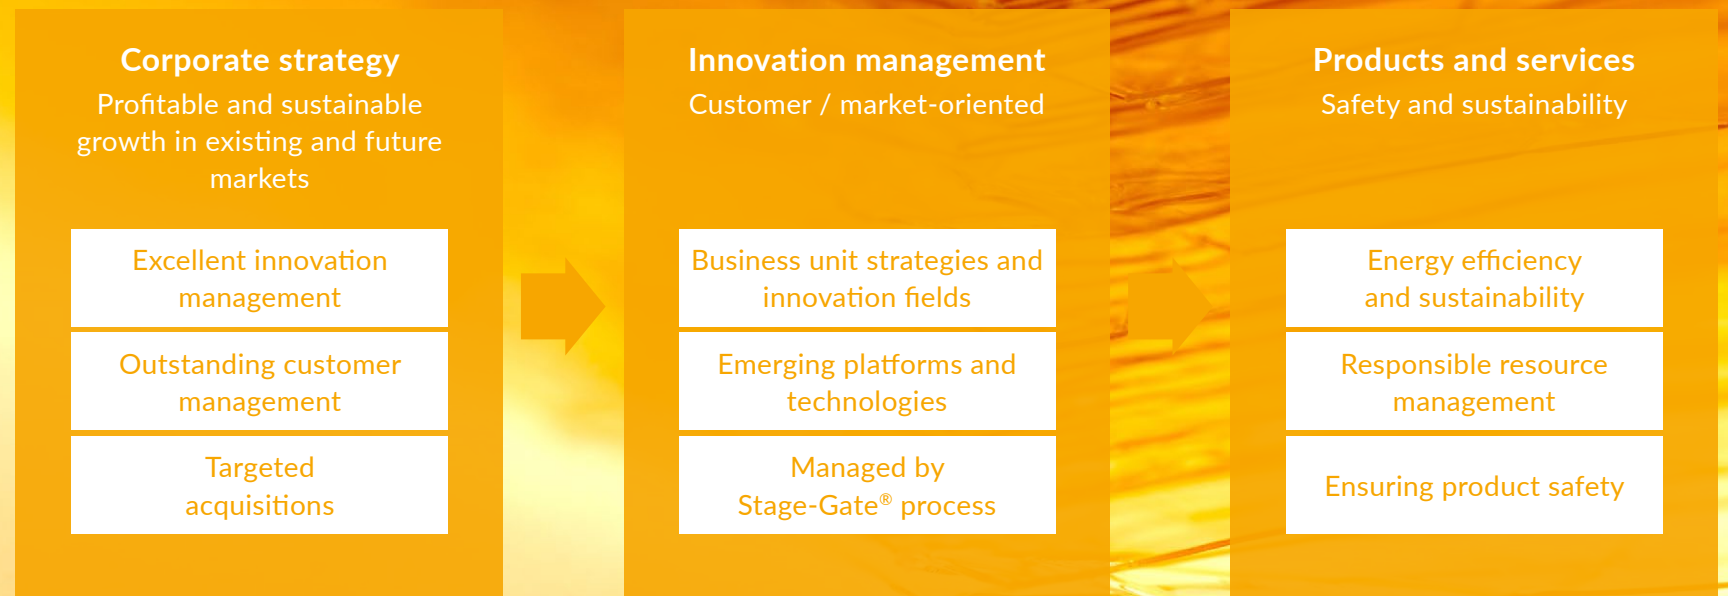 Corporate strategy
Profitable and sustainable
growth in existing and future
markets
Excellent innovation
management
Outstanding customer
management
Targeted
acquisitions
Innovation management
Customer / market-oriented
Business unit strategies and
innovation fields
Emerging platforms and
technologies
Managed by
Stage-Gate® process
Products and services
Safety and sustainability
Energy efficiency
and sustainability
Responsible resource
management
Ensuring product safety